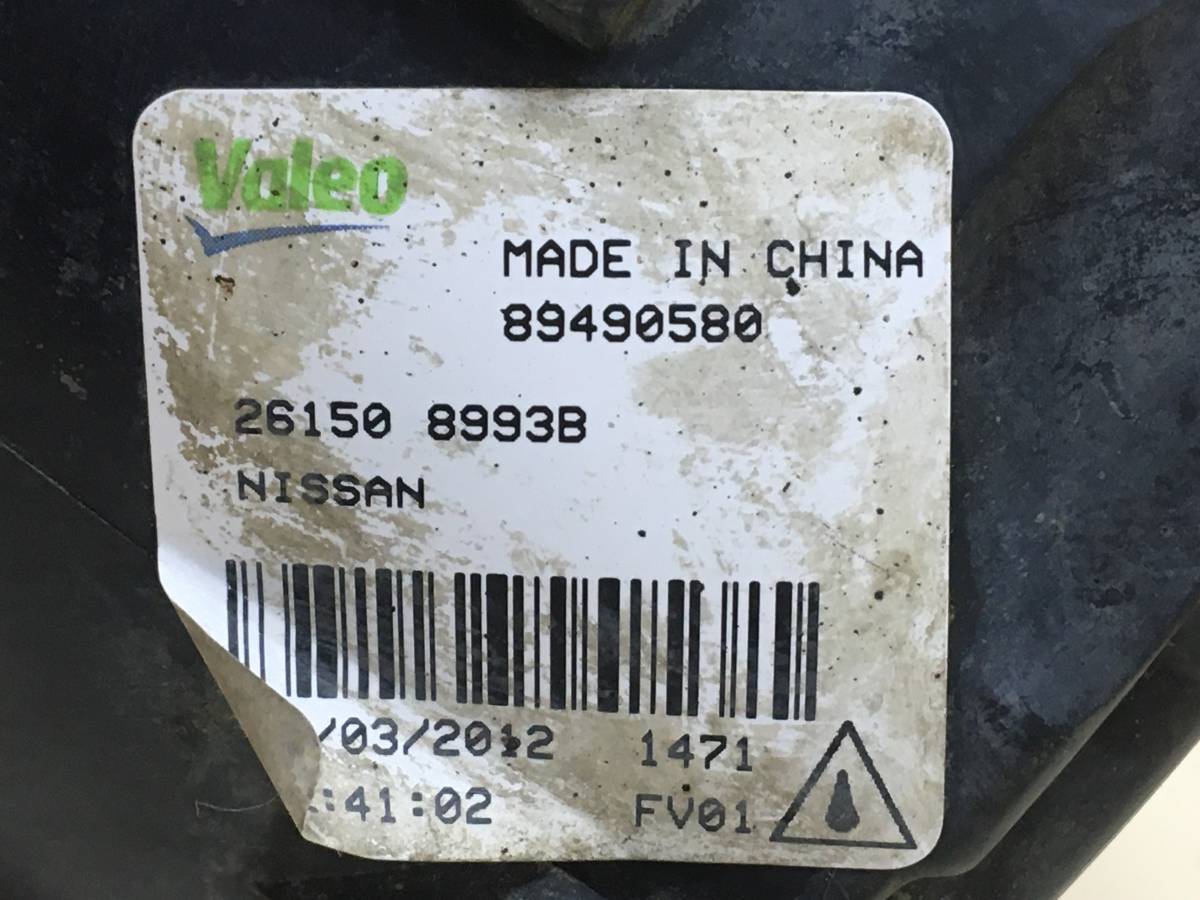 Valeo
MADE IN CHINA
89490580
26150 8993B
NISSAN
/03/2012 1471
:41:02 FV01